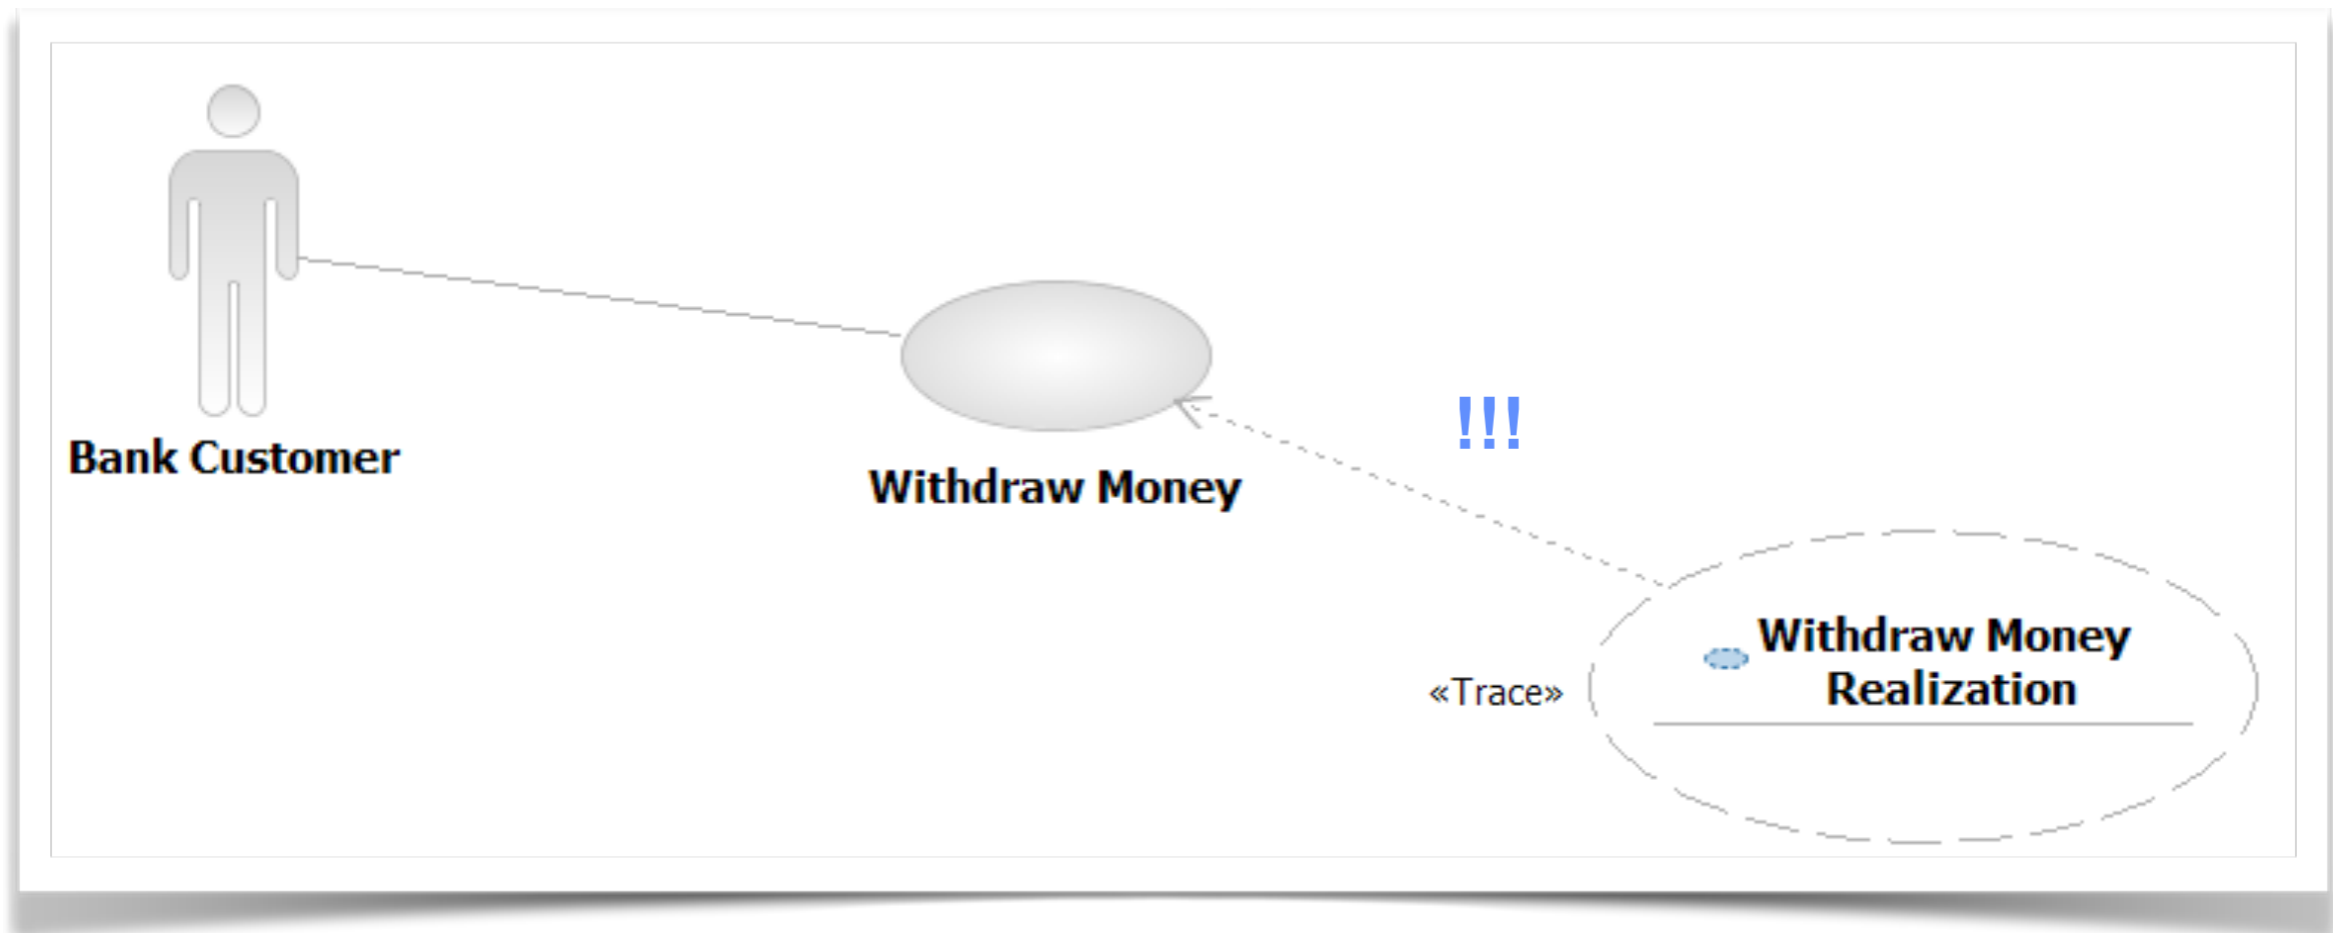 !!!
Bank Customer
Withdraw Money
Withdraw Money
Realization
«Trace»